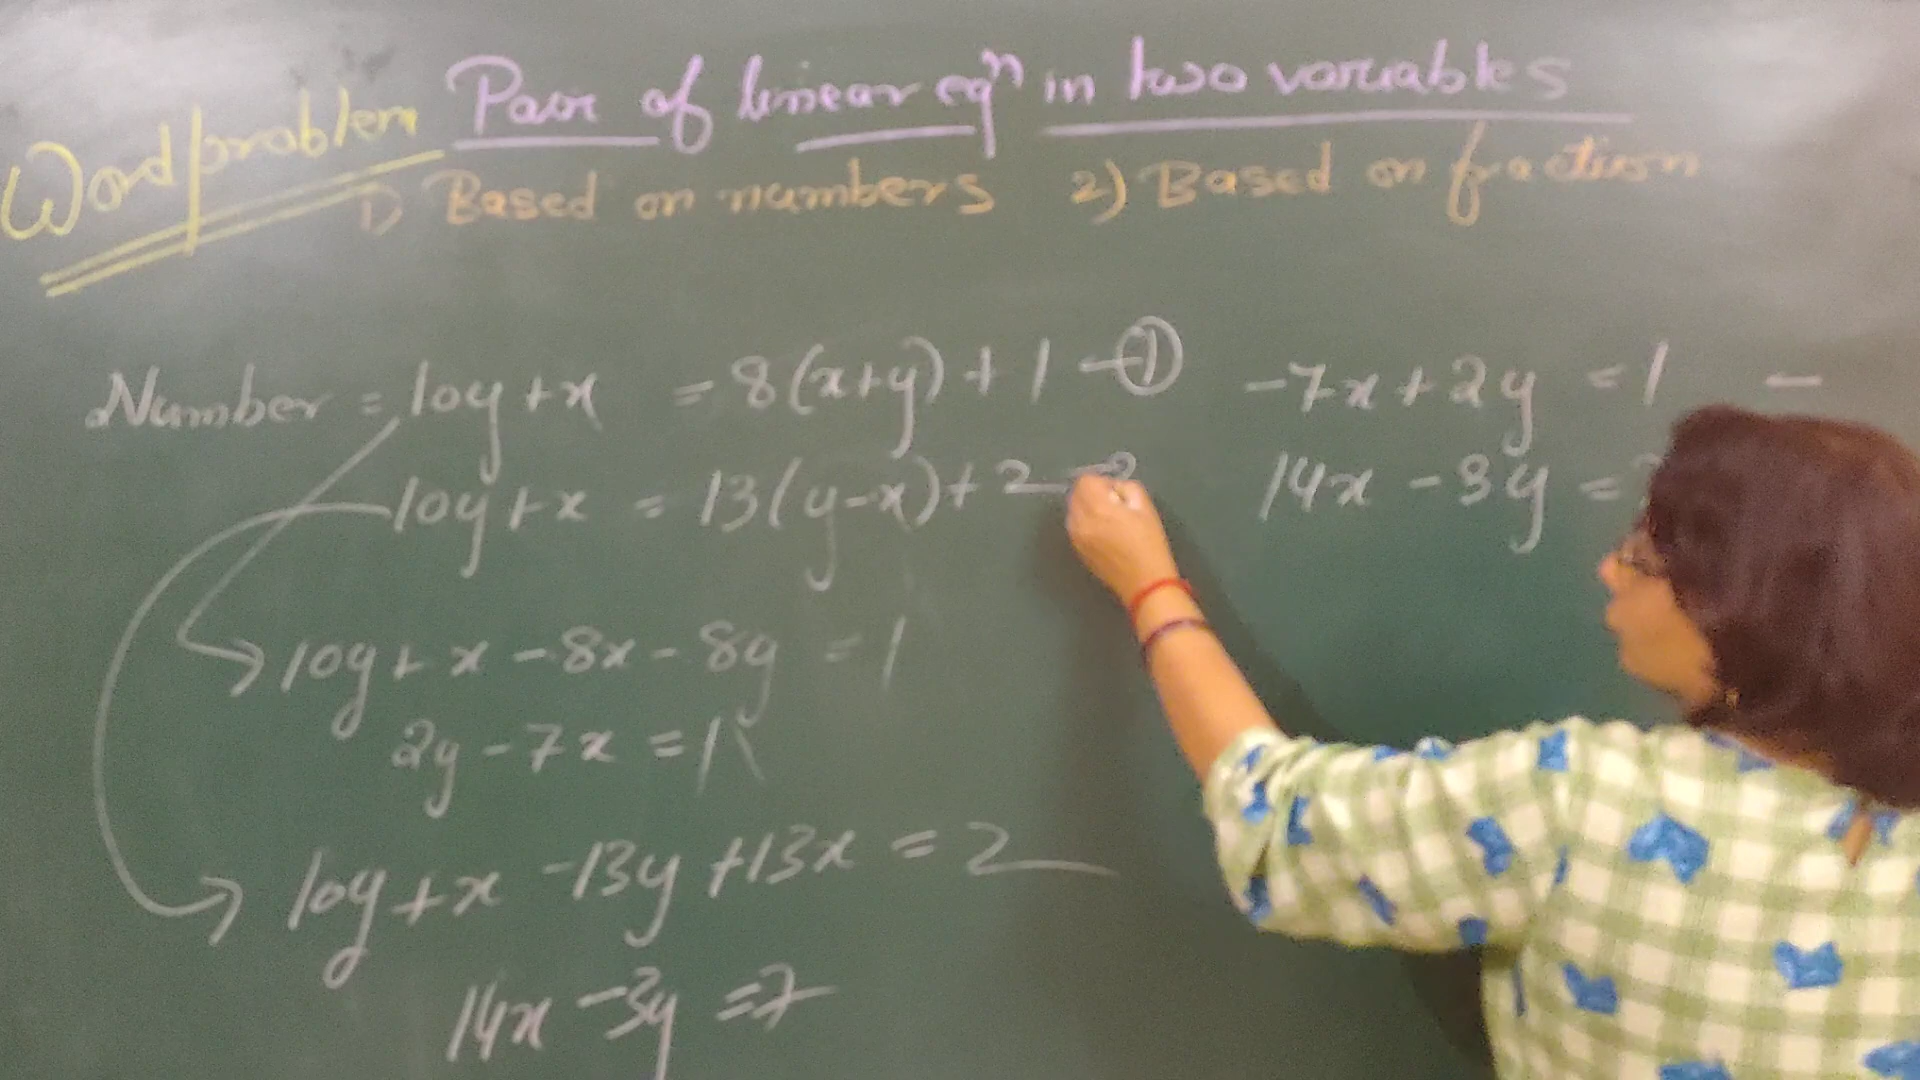 Word problem
Pair of linear eqn in two variables
1) Based on numbers 2) Based on fraction
Number = 10y + x = 8(x+y) + 1 - ①
10y + x = 13(y-x) + 2
10y + x - 8x - 8y = 1
2y - 7x = 1
10y + x - 13y + 13x = 2
14x - 3y = 2
-7x + 2y = 1 -
14x - 3y =